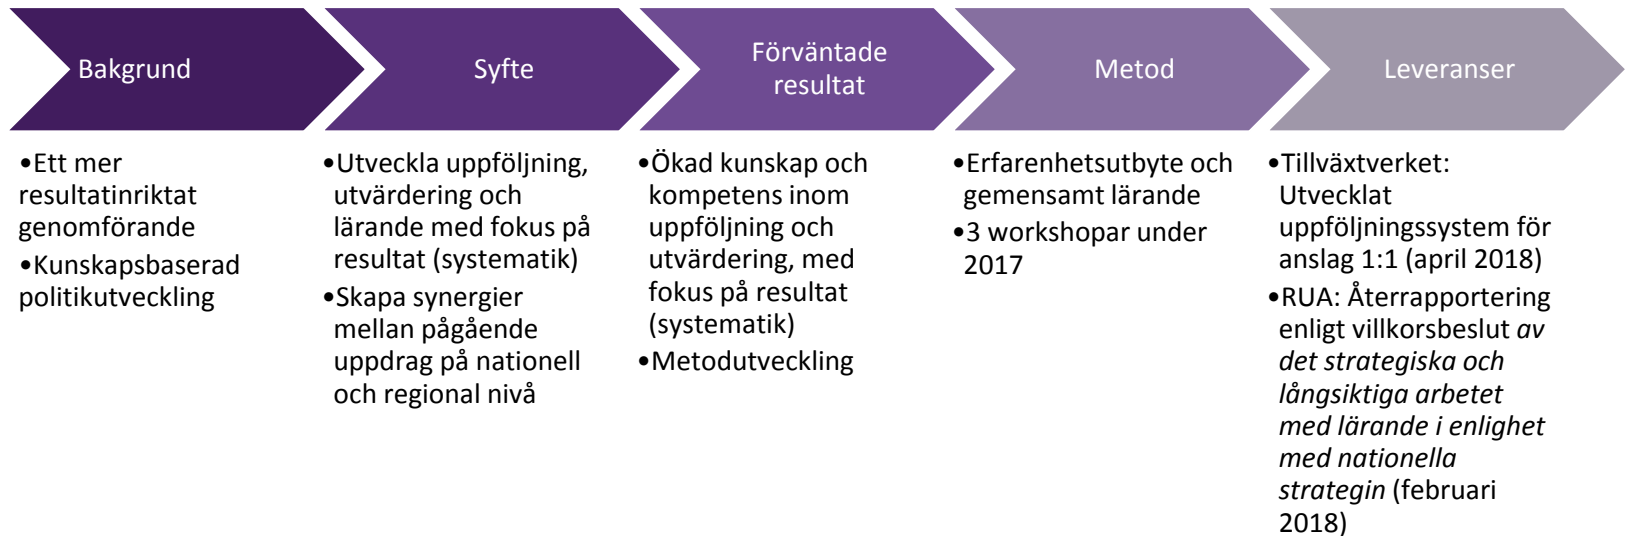 Bakgrund
•Ett mer
resultatinriktat
genomförande
•Kunskapsbaserad
politikutveckling
Syfte
•Utveckla uppföljning,
utvärdering och
lärande med fokus på
resultat (systematik)
•Skapa synergier
mellan pågående
uppdrag på nationell
och regional nivå
Förväntade
resultat
•Ökad kunskap och
kompetens inom
uppföljning och
utvärdering, med
fokus på resultat
(systematik)
•Metodutveckling
Metod
•Erfarenhetsutbyte och
gemensamt lärande
•3 workshopar under
2017
Leveranser
•Tillväxtverket:
Utvecklat
uppföljningssystem för
anslag 1:1 (april 2018)
•RUA: Återrapportering
enligt villkorsbeslut av
det strategiska och
långsiktiga arbetet
med lärande i enlighet
med nationella
strategin (februari
2018)